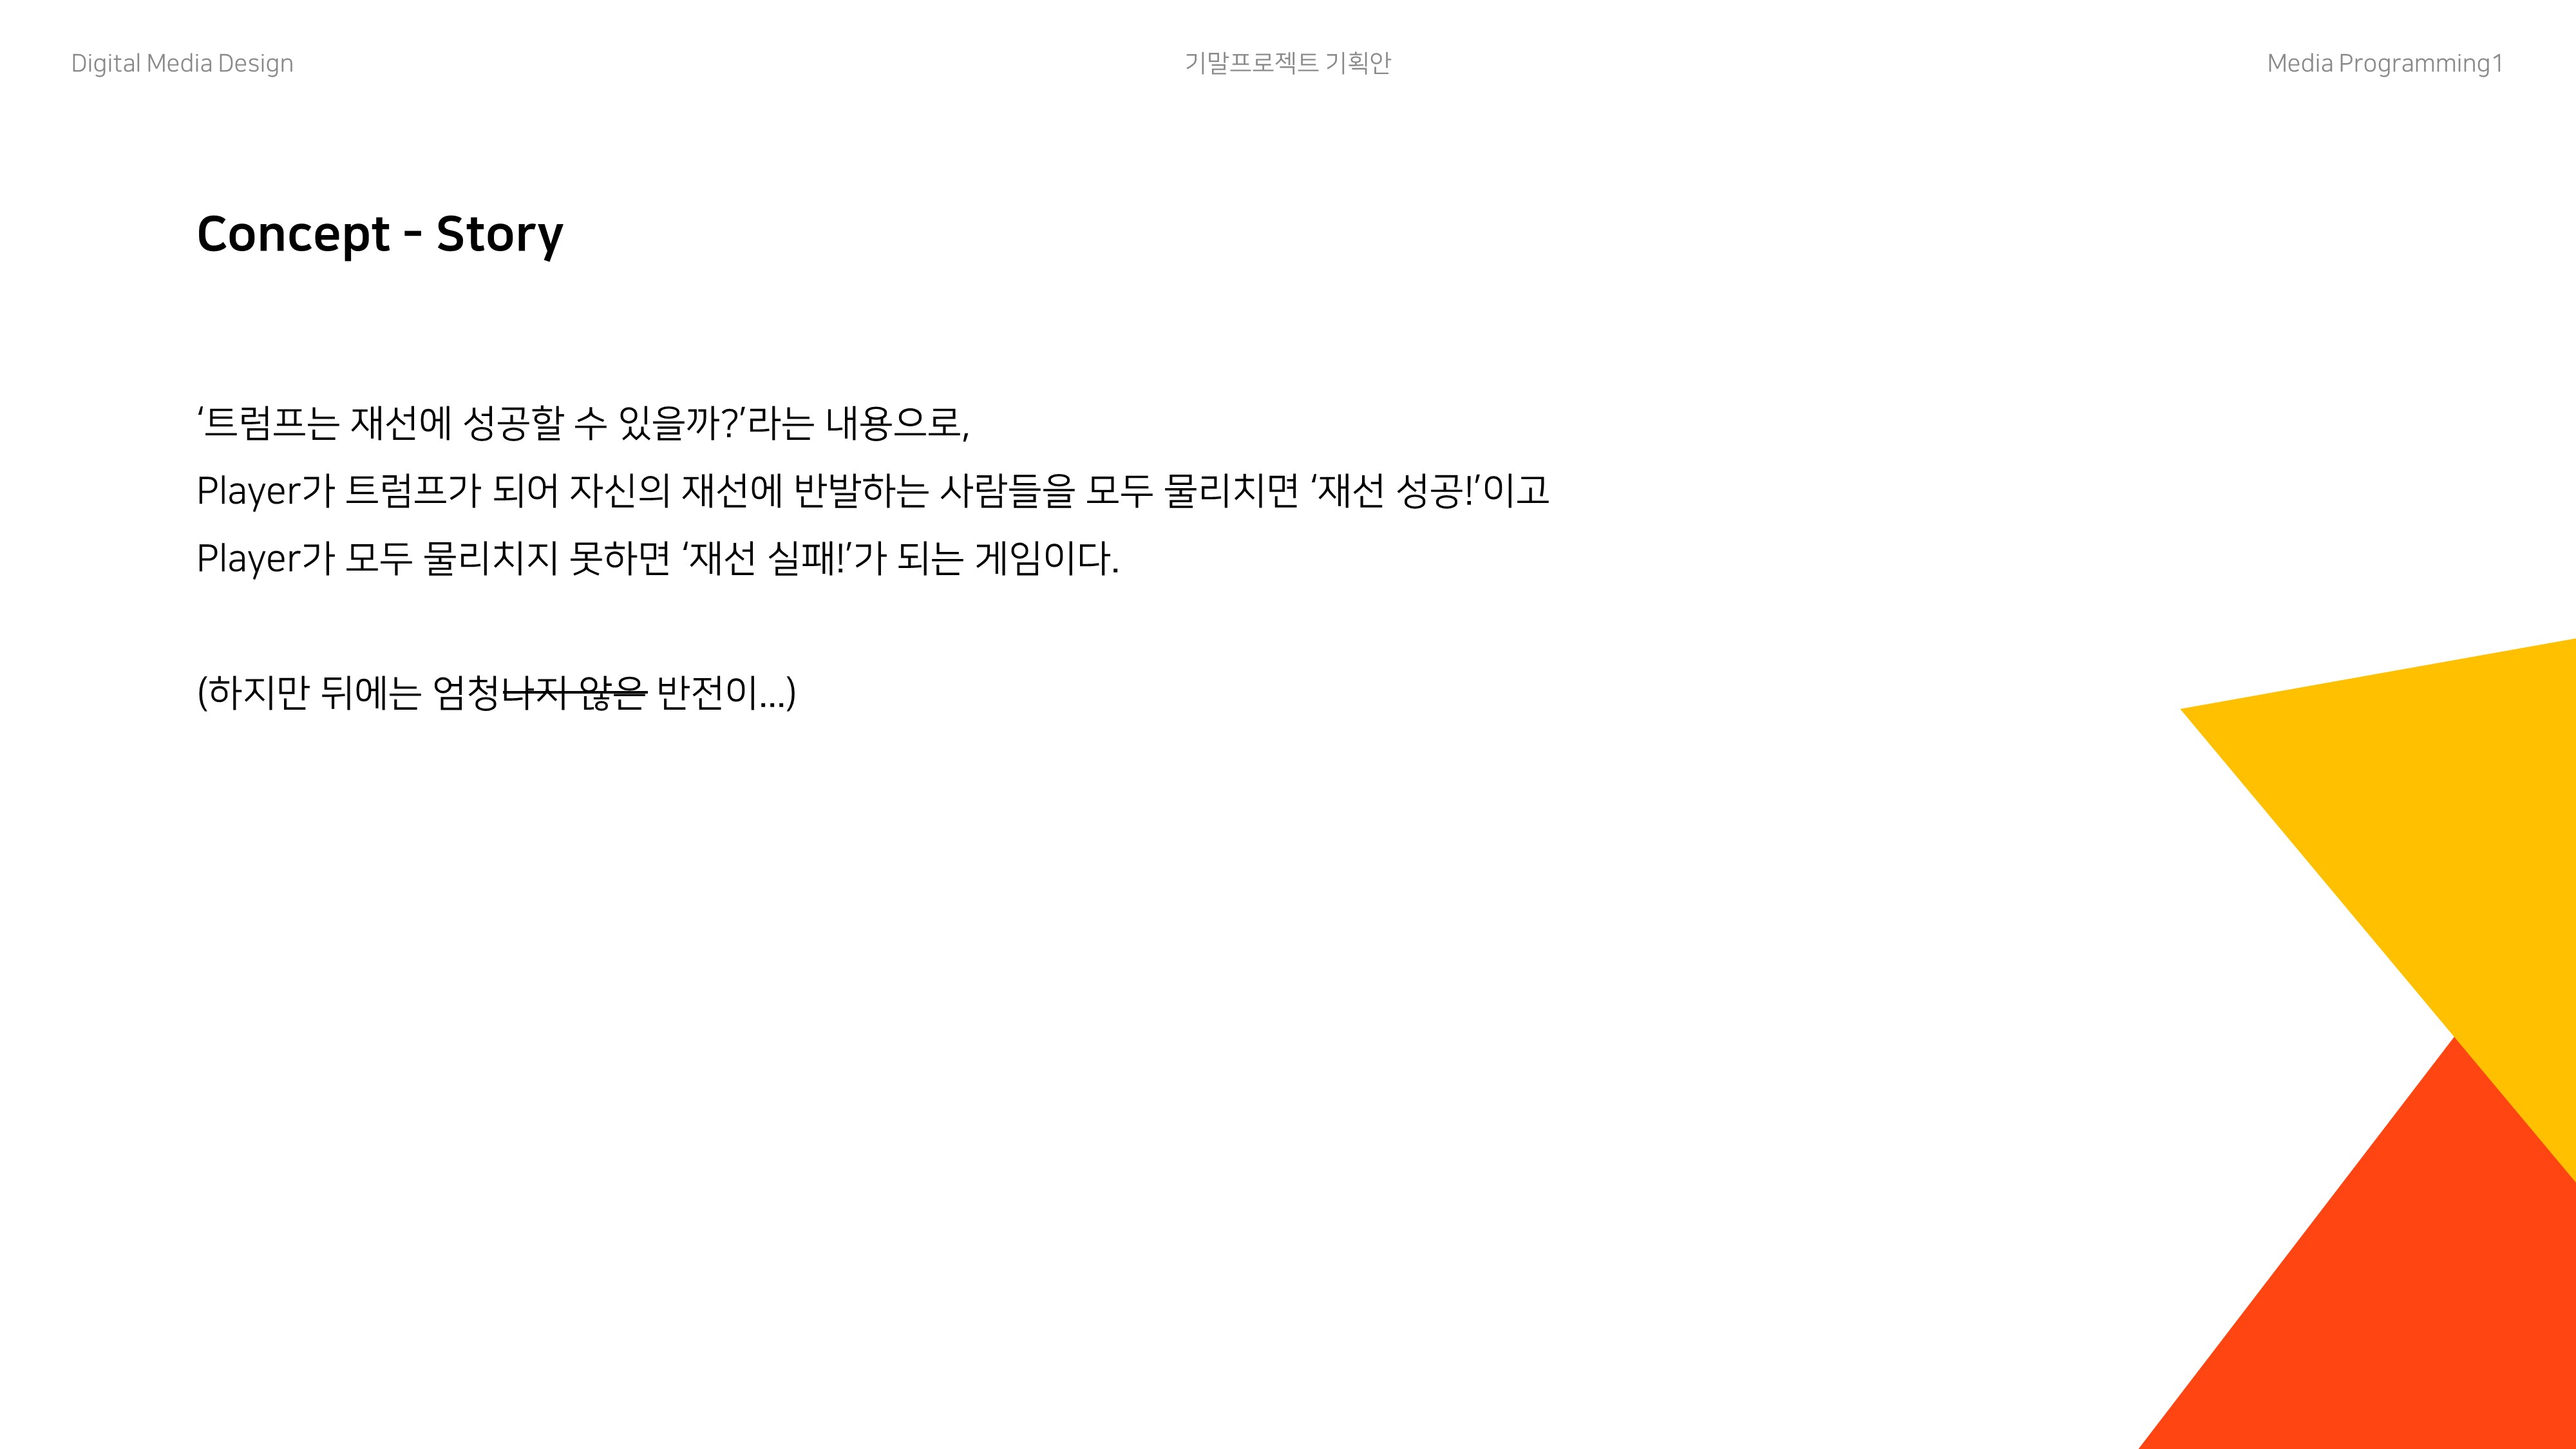 Digital Media Design
기말프로젝트 기획안
Media Programming1
Concept - Story
‘트럼프는 재선에 성공할 수 있을까?’라는 내용으로,
Player가 트럼프가 되어 자신의 재선에 반발하는 사람들을 모두 물리치면 ‘재선 성공!’이고
Player가 모두 물리치지 못하면 ‘재선 실패!’가 되는 게임이다.
(하지만 뒤에는 엄청나지 않은 반전이...)